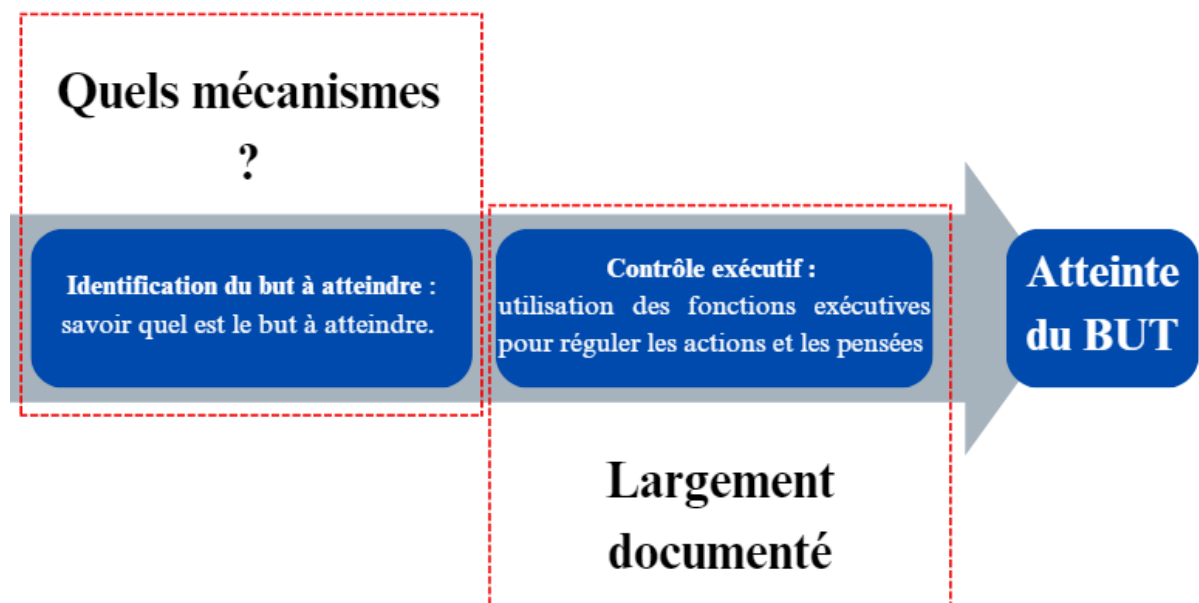 Quels mécanismes
?
Identification du but à atteindre :
savoir quel est le but à atteindre.
Contrôle exécutif :
utilisation des fonctions exécutives
pour réguler les actions et les pensées
Atteinte
du BUT
Largement
documenté